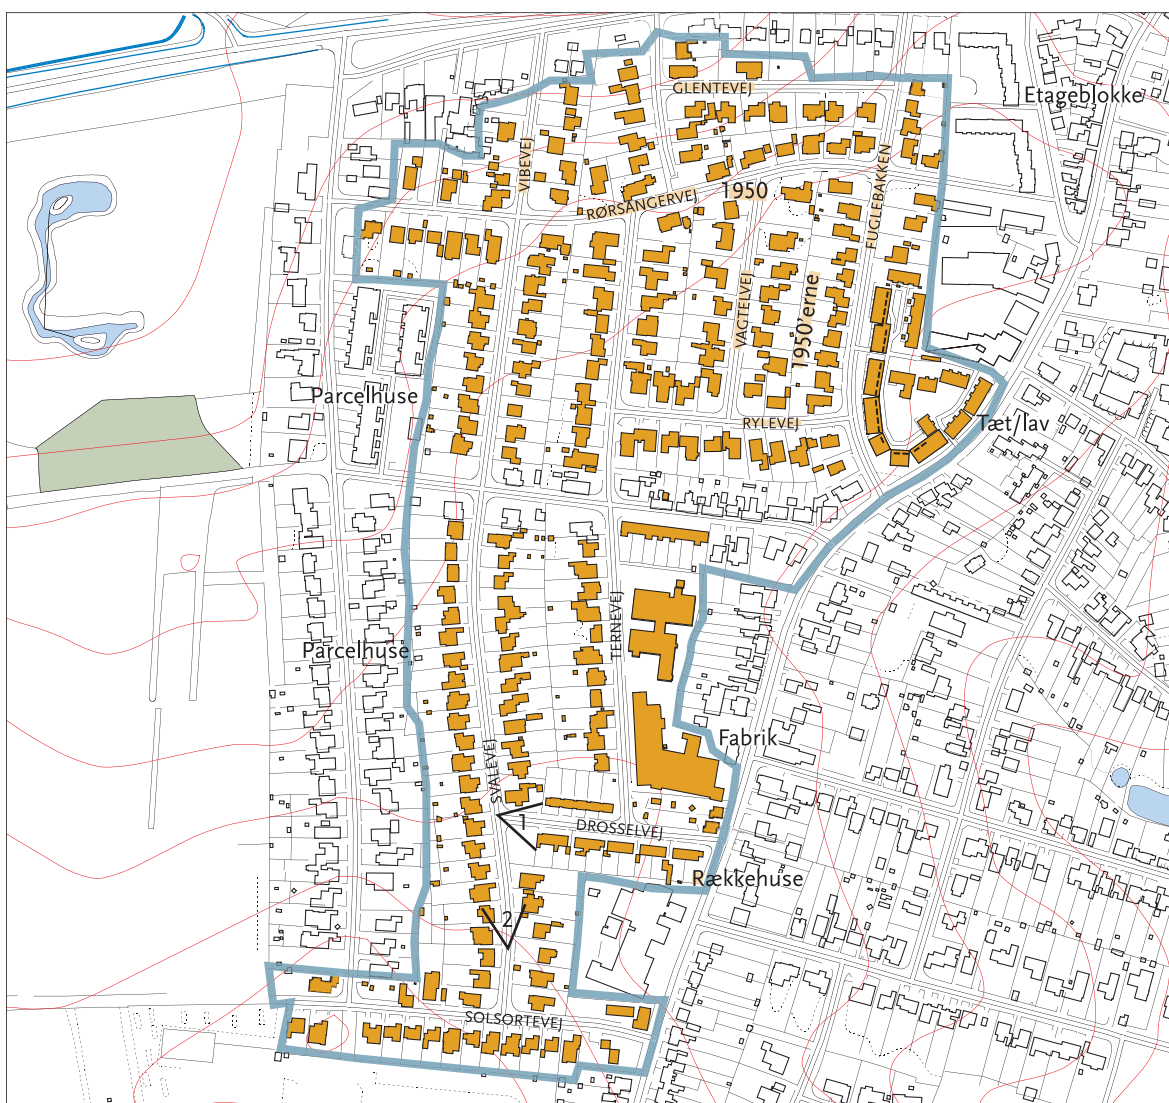 GLENTEVEJ
Etageblokke
VIBEVEJ
FUGLEBAKKEN
1950
RØRSANGERVEJ
VAGTELVEJ
1950'erne
Parcelhuse
RYLEVEJ
Tæt/lav
TERNEVEJ
Parcelhuse
Fabrik
SVALEVEJ
1
DROSSELVEJ
Rækkehuse
2
SOLSORTEVEJ